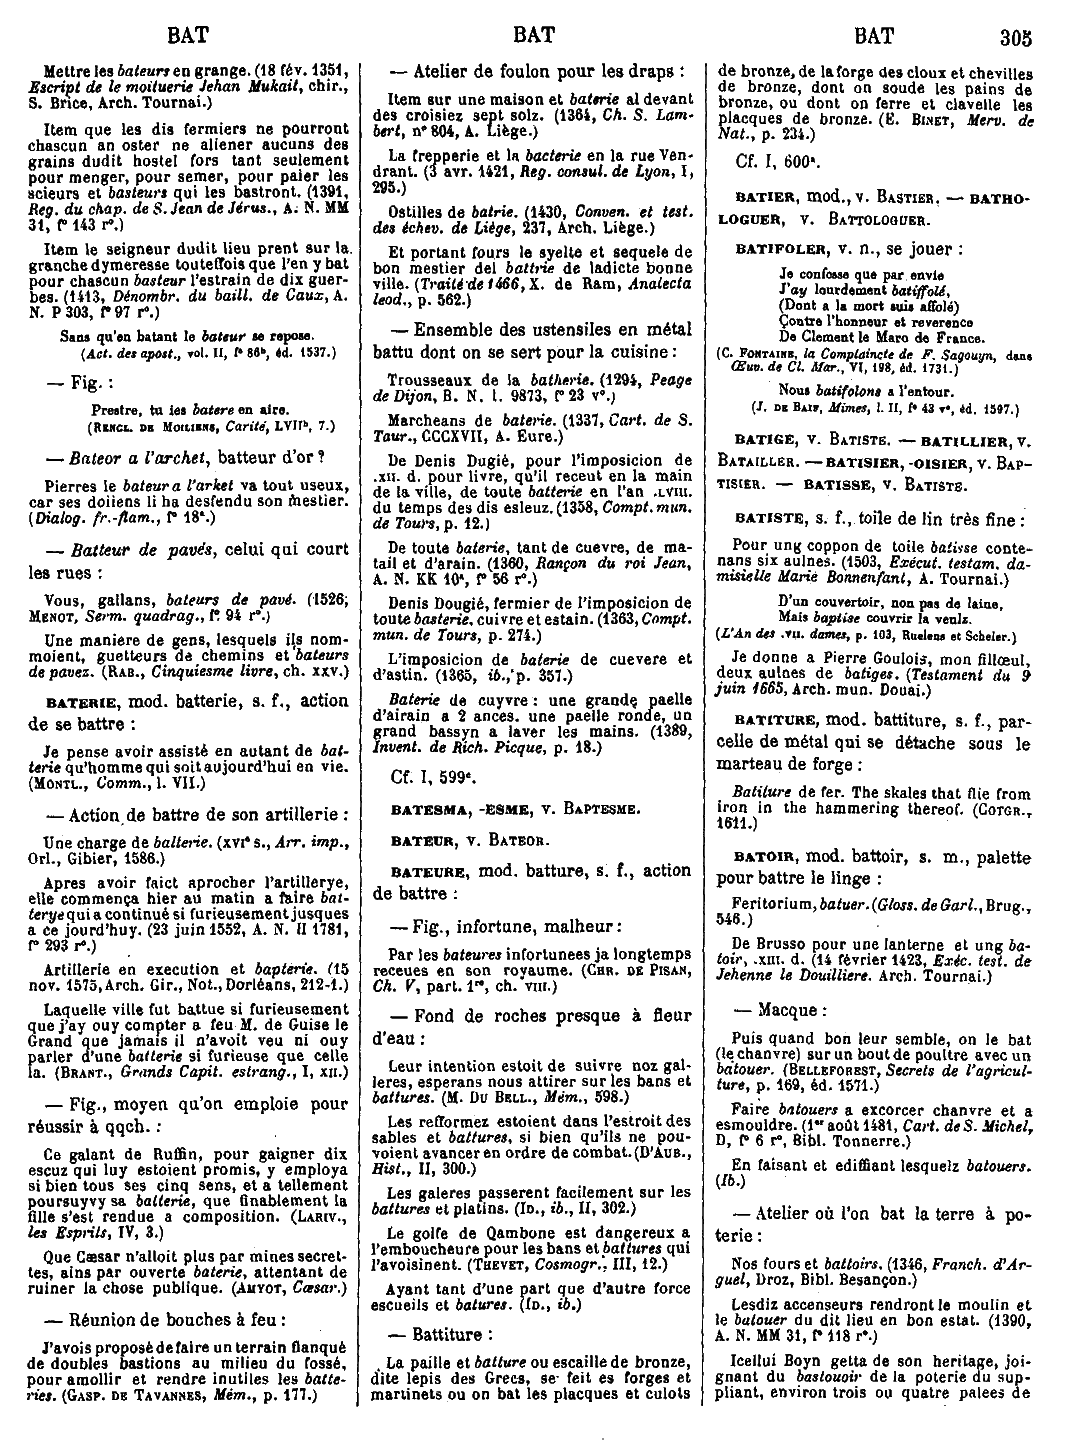 BAT
BAT
BAT
305
Mettre les bateurs en grange. (18 fév. 1351,
Escript de le moituerie Jehan Mukait, chir.,
S. Brice, Arch. Tournai.)
Item que les dis fermiers ne pourront
chascun an oster ne aliener aucuns des
grains dudit hostel fors tant seulement
pour menger, pour semer, pour paier les
scieurs et basteurs qui les bastront. (1391,
Reg. du chap. de S. Jean de Jérus., A. N. MM
31, f° 143 r°.)
Item le seigneur dudit lieu prent sur la
granche dymeresse touteffois que l'en y bat
pour chascun basteur l'estrain de dix guer-
bes. (1413, Dénombr. du baill. de Caux, A.
N. P 303, f° 97 r°.)
Sans qu'en batant le bateur se repose.
(Act. des apost., vol. II, f° 86ᵇ, éd. 1537.)
— Fig. :
Prestre, tu ies batere en aire.
(RENCL. DE MOILIENS, Carité, LVIIᵇ, 7.)
— Bateor a l'archet, batteur d'or ?
Pierres le bateur a l'arket va tout useux,
car ses doiiens li ha desfendu son mestier.
(Dialog. fr.-flam., f° 18ᵃ.)
— Batteur de pavés, celui qui court
les rues :
Vous, gallans, bateurs de pavé. (1526,
MENOT, Serm. quadrag., f° 94 r°.)
Une maniere de gens, lesquels ils nom-
moient, guetteurs de chemins et bateurs
de pavez. (RAB., Cinquiesme livre, ch. XXV.)
BATERIE, mod. batterie, s. f., action
de se battre :
Je pense avoir assisté en autant de bat-
terie qu'homme qui soit aujourd'hui en vie.
(MONTL., Comm., l. VII.)
— Action de battre de son artillerie :
Une charge de batterie. (XVIᵉ s., Arr. imp.,
Orl., Gibier, 1586.)
Apres avoir faict aprocher l'artillerye,
elle commença hier au matin a faire bat-
terye qui a continué si furieusement jusques
a ce jourd'huy. (23 juin 1552, A. N. II 1781,
f° 293 r°.)
Artillerie en execution et bapterie. (15
nov. 1575, Arch. Gir., Not., Dorléans, 212-1.)
Laquelle ville fut battue si furieusement
que j'ay ouy compter a feu M. de Guise le
Grand que jamais il n'avoit veu ni ouy
parler d'une batterie si furieuse que celle
la. (BRANT., Grands Capit. estrang., I, XII.)
— Fig., moyen qu'on emploie pour
réussir à qqch. :
Ce galant de Ruffin, pour gaigner dix
escuz qui luy estoient promis, y employa
si bien tous ses cinq sens, et a tellement
poursuyvy sa batterie, que finablement la
fille s'est rendue a composition. (LARIV.,
les Esprits, IV, 3.)
Que Cæsar n'alloit plus par mines secret-
tes, ains par ouverte baterie, attentant de
ruiner la chose publique. (AMYOT, Cæsar.)
— Réunion de bouches à feu :
J'avois proposé de faire un terrain flanqué
de doubles bastions au milieu du fossé,
pour amollir et rendre inutiles les batte-
ries. (GASP. DE TAVANNES, Mém., p. 177.)
— Atelier de foulon pour les draps :
Item sur une maison et baterie al devant
des croisiez sept solz. (1364, Ch. S. Lam-
bert, n° 804, A. Liège.)
La frepperie et la bacterie en la rue Ven-
drant. (3 avr. 1421, Reg. consul. de Lyon, I,
295.)
Ostilles de batrie. (1430, Conven. et test.
des échev. de Liège, 237, Arch. Liège.)
Et portant fours le syelte et sequele de
bon mestier del battrie de ladicte bonne
ville. (Traité de 1466, X. de Ram, Analecta
leod., p. 562.)
— Ensemble des ustensiles en métal
battu dont on se sert pour la cuisine :
Trousseaux de la batherie. (1294, Peage
de Dijon, B. N. l. 9873, f° 23 v°.)
Marcheans de baterie. (1337, Cart. de S.
Taur., CCCXVII, A. Eure.)
De Denis Dugié, pour l'imposicion de
.XII. d. pour livre, qu'il receut en la main
de la ville, de toute batterie en l'an .LVIII.
du temps des dis esleuz. (1358, Compt. mun.
de Tours, p. 12.)
De toute baterie, tant de cuevre, de ma-
tail et d'arain. (1360, Rançon du roi Jean,
A. N. KK 10ᵃ, f° 56 r°.)
Denis Dougié, fermier de l'imposicion de
toute basterie, cuivre et estain. (1363, Compt.
mun. de Tours, p. 274.)
L'imposicion de baterie de cuevere et
d'astin. (1365, ib., p. 357.)
Baterie de cuyvre : une grande paelle
d'airain a 2 ances. une paelle ronde, un
grand bassyn a laver les mains. (1389,
Invent. de Rich. Picque, p. 18.)
Cf. I, 599ᶜ.
BATESMA, -ESME, v. BAPTESME.
BATEUR, v. BATEOR.
BATEURE, mod. batture, s. f., action
de battre :
— Fig., infortune, malheur :
Par les bateures infortunees ja longtemps
receues en son royaume. (CHR. DE PISAN,
Ch. V, part. 1ʳᵉ, ch. VIII.)
— Fond de roches presque à fleur
d'eau :
Leur intention estoit de suivre noz gal-
leres, esperans nous attirer sur les bans et
battures. (M. DU BELL., Mém., 598.)
Les refformez estoient dans l'estroit des
sables et battures, si bien qu'ils ne pou-
voient avancer en ordre de combat. (D'AUB.,
Hist., II, 300.)
Les galeres passerent facilement sur les
battures et platins. (ID., ib., II, 302.)
Le golfe de Qambone est dangereux a
l'emboucheure pour les bans et battures qui
l'avoisinent. (THEVET, Cosmogr., III, 12.)
Ayant tant d'une part que d'autre force
escueils et batures. (ID., ib.)
— Battiture :
La paille et batture ou escaille de bronze,
dite lepis des Grecs, se feit es forges et
martinets ou on bat les placques et culots
de bronze, de la forge des cloux et chevilles
de bronze, dont on soude les pains de
bronze, ou dont on ferre et clavelle les
placques de bronze. (E. BINET, Merv. de
Nat., p. 234.)
Cf. I, 600ᵃ.
BATIER, mod., v. BASTIER. — BATHO-
LOGUER, v. BATTOLOGUER.
BATIFOLER, v. n., se jouer :
Je confesse que par envie
J'ay lourdement batiffolé,
(Dont a la mort suis affolé)
Contre l'honneur et reverence
De Clement le Maro de France.
(C. FONTAINE, la Complaincte de F. Sagouyn, dans
Œuv. de Cl. Mar., VI, 198, éd. 1731.)
Nous batifolons a l'entour.
(J. DE BAIF, Mimes, l. II, f° 43 v°, éd. 1597.)
BATIGE, v. BATISTE. — BATILLIER, v.
BATAILLER. — BATISIER, -OISIER, v. BAP-
TISIER. — BATISSE, v. BATISTE.
BATISTE, s. f., toile de lin très fine :
Pour ung coppon de toile batisse conte-
nans six aulnes. (1503, Exécut. testam. da-
misielle Marie Bonnenfant, A. Tournai.)
D'un couvertoir, non pas de laine,
Mais baptise couvrir la venlz.
(L'An des .VII. dames, p. 103, Ruelens et Scheler.)
Je donne a Pierre Goulois, mon fillœul,
deux aulnes de batiges. (Testament du 9
juin 1665, Arch. mun. Douai.)
BATITURE, mod. battiture, s. f., par-
celle de métal qui se détache sous le
marteau de forge :
Batiture de fer. The skales that flie from
iron in the hammering thereof. (COTGR.,
1611.)
BATOIR, mod. battoir, s. m., palette
pour battre le linge :
Feritorium, batuer. (Gloss. de Garl., Brug.,
546.)
De Brusso pour une lanterne et ung ba-
toir, .XIII. d. (14 février 1423, Exéc. test. de
Jehenne le Douilliere. Arch. Tournai.)
— Macque :
Puis quand bon leur semble, on le bat
(le chanvre) sur un bout de poultre avec un
batouer. (BELLEFOREST, Secrets de l'agricul-
ture, p. 169, éd. 1571.)
Faire batouers a excorcer chanvre et a
esmouldre. (1ᵉʳ août 1481, Cart. de S. Michel,
D, f° 6 r°, Bibl. Tonnerre.)
En faisant et ediffiant lesquelz batouers.
(Ib.)
— Atelier où l'on bat la terre à po-
terie :
Nos fours et battoirs. (1346, Franch. d'Ar-
guel, Droz, Bibl. Besançon.)
Lesdiz accenseurs rendront le moulin et
le batouer du dit lieu en bon estat. (1390,
A. N. MM 31, f° 118 r°.)
Icellui Boyn getta de son heritage, joi-
gnant du bastouoir de la poterie du sup-
pliant, environ trois ou quatre palees de